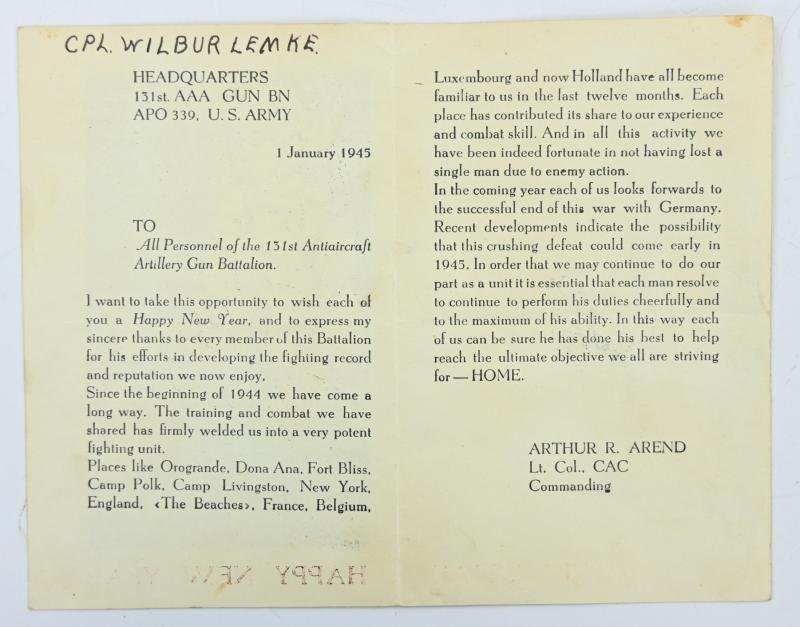 CPL. WILBUR LEMKE.
HEADQUARTERS
131st. AAA GUN BN
APO 339, U. S. ARMY
1 January 1945
TO
All Personnel of the 131st Antiaircraft
Artillery Gun Battalion.
I want to take this opportunity to wish each of
you a Happy New Year, and to express my
sincere thanks to every member of this Battalion
for his efforts in developing the fighting record
and reputation we now enjoy.
Since the beginning of 1944 we have come a
long way. The training and combat we have
shared has firmly welded us into a very potent
fighting unit.
Places like Orogrande, Dona Ana, Fort Bliss,
Camp Polk, Camp Livingston, New York,
England, ‹The Beaches›, France, Belgium,
Luxembourg and now Holland have all become
familiar to us in the last twelve months. Each
place has contributed its share to our experience
and combat skill. And in all this activity we
have been indeed fortunate in not having lost a
single man due to enemy action.
In the coming year each of us looks forwards to
the successful end of this war with Germany.
Recent developments indicate the possibility
that this crushing defeat could come early in
1945. In order that we may continue to do our
part as a unit it is essential that each man resolve
to continue to perform his duties cheerfully and
to the maximum of his ability. In this way each
of us can be sure he has done his best to help
reach the ultimate objective we all are striving
for — HOME.
ARTHUR R. AREND
Lt. Col., CAC
Commanding
HAPPY NEW